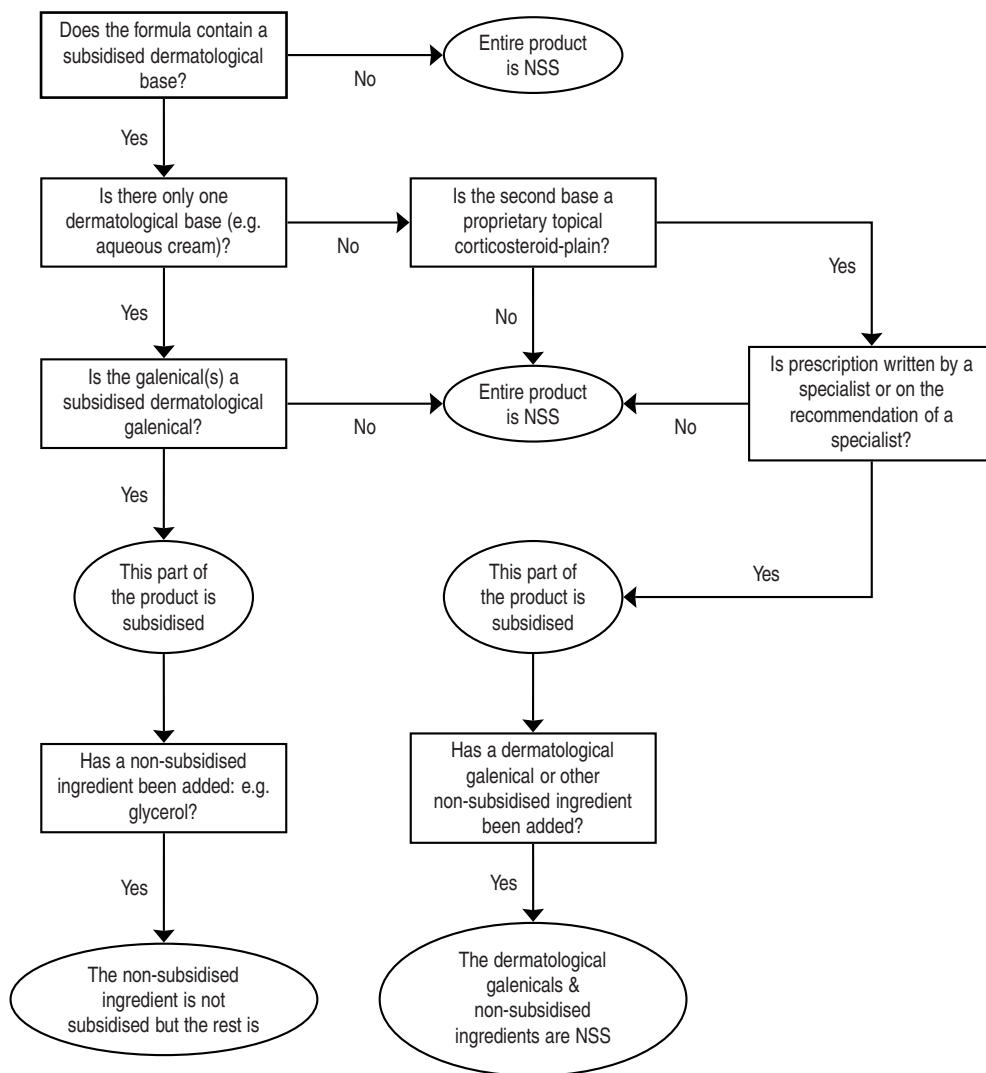 Does the formula contain a
subsidised dermatological
base?
No
Entire product
is NSS
Yes
Is there only one
dermatological base (e.g.
aqueous cream)?
No
Is the second base a
proprietary topical
corticosteroid-plain?
Yes
Yes
No
Is the galenical(s) a
subsidised dermatological
galenical?
No
Entire product
is NSS
No
Is prescription written by a
specialist or on the
recommendation of a
specialist?
Yes
Yes
This part of
the product is
subsidised
This part of
the product is
subsidised
Has a non-subsidised
ingredient been added: e.g.
glycerol?
Has a dermatological
galenical or other
non-subsidised ingredient
been added?
Yes
Yes
The non-subsidised
ingredient is not
subsidised but the rest is
The dermatological
galenicals &
non-subsidised
ingredients are NSS